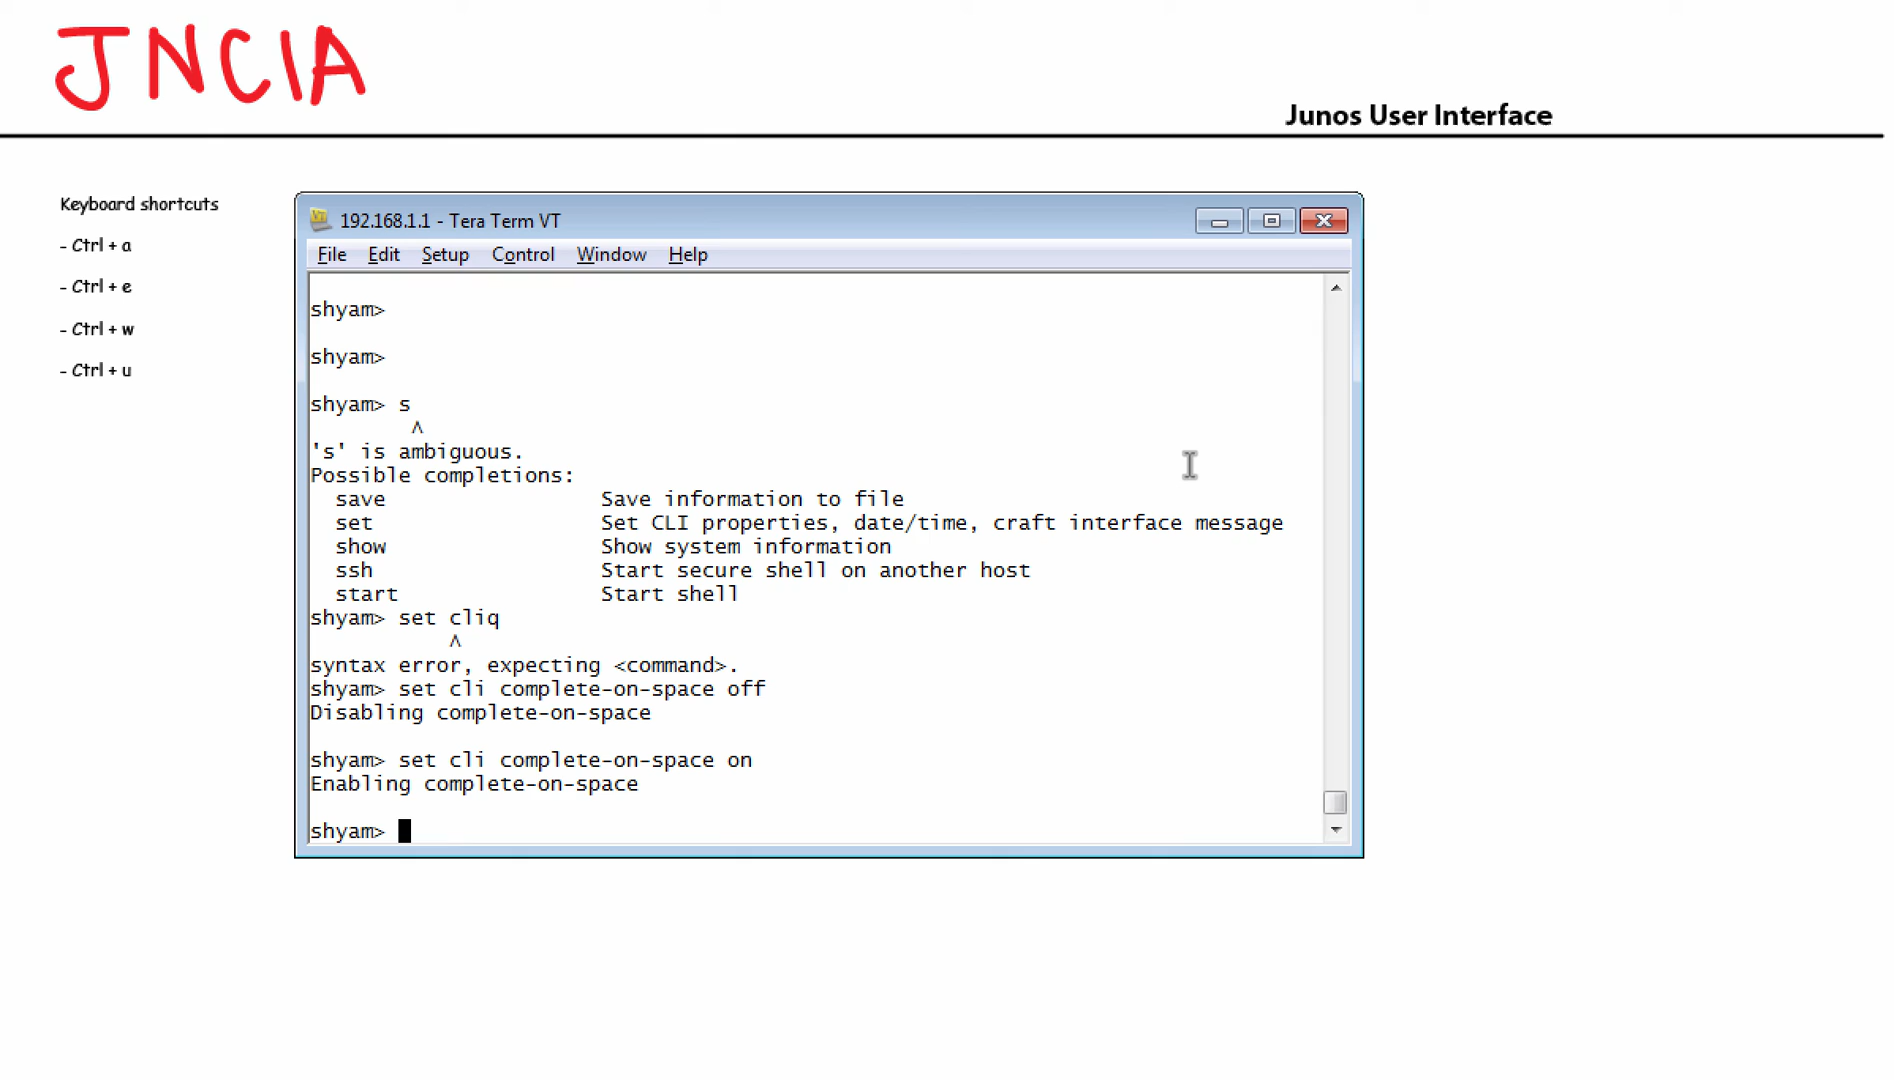 JNCIA
Junos User Interface
Keyboard shortcuts
- Ctrl + a
- Ctrl + e
- Ctrl + w
- Ctrl + u
192.168.1.1 - Tera Term VT
File Edit Setup Control Window Help
shyam>
shyam>
shyam> s
^
's' is ambiguous.
Possible completions:
save Save information to file
set Set CLI properties, date/time, craft interface message
show Show system information
ssh Start secure shell on another host
start Start shell
shyam> set cliq
^
syntax error, expecting <command>.
shyam> set cli complete-on-space off
Disabling complete-on-space
shyam> set cli complete-on-space on
Enabling complete-on-space
shyam>